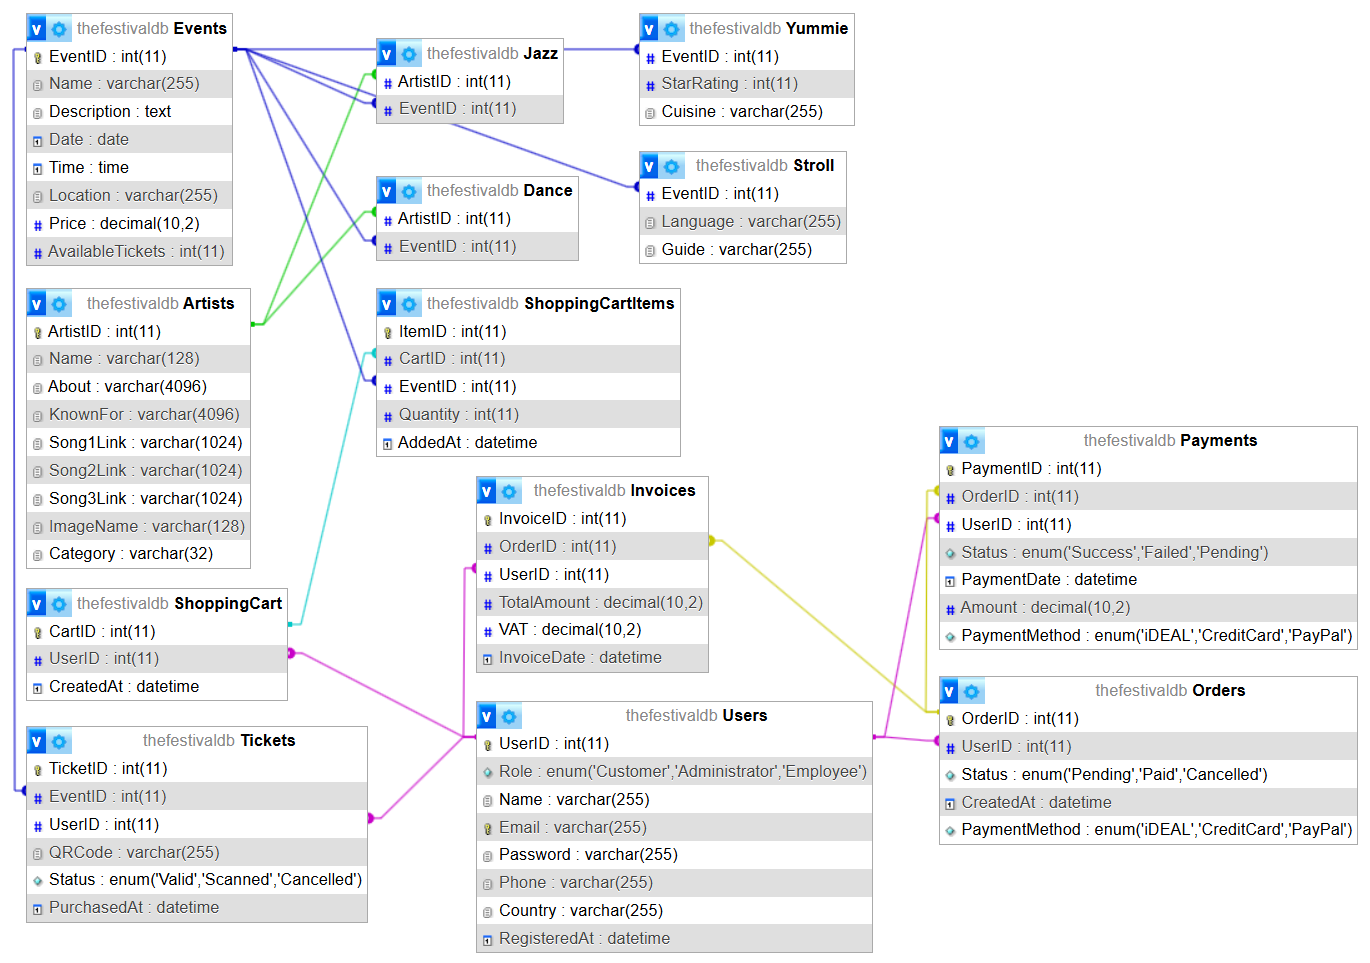 thefestivaldb Events
EventID : int(11)
Name : varchar(255)
Description : text
Date : date
Time : time
Location : varchar(255)
Price : decimal(10,2)
AvailableTickets : int(11)
thefestivaldb Jazz
ArtistID : int(11)
EventID : int(11)
thefestivaldb Yummie
EventID : int(11)
StarRating : int(11)
Cuisine : varchar(255)
thefestivaldb Stroll
EventID : int(11)
Language : varchar(255)
Guide : varchar(255)
thefestivaldb Dance
ArtistID : int(11)
EventID : int(11)
thefestivaldb Artists
ArtistID : int(11)
Name : varchar(128)
About : varchar(4096)
KnownFor : varchar(4096)
Song1Link : varchar(1024)
Song2Link : varchar(1024)
Song3Link : varchar(1024)
ImageName : varchar(128)
Category : varchar(32)
thefestivaldb ShoppingCartItems
ItemID : int(11)
CartID : int(11)
EventID : int(11)
Quantity : int(11)
AddedAt : datetime
thefestivaldb Payments
PaymentID : int(11)
OrderID : int(11)
UserID : int(11)
Status : enum('Success','Failed','Pending')
PaymentDate : datetime
Amount : decimal(10,2)
PaymentMethod : enum('iDEAL','CreditCard','PayPal')
thefestivaldb Invoices
InvoiceID : int(11)
OrderID : int(11)
UserID : int(11)
TotalAmount : decimal(10,2)
VAT : decimal(10,2)
InvoiceDate : datetime
thefestivaldb ShoppingCart
CartID : int(11)
UserID : int(11)
CreatedAt : datetime
thefestivaldb Orders
OrderID : int(11)
UserID : int(11)
Status : enum('Pending','Paid','Cancelled')
CreatedAt : datetime
PaymentMethod : enum('iDEAL','CreditCard','PayPal')
thefestivaldb Users
UserID : int(11)
Role : enum('Customer','Administrator','Employee')
Name : varchar(255)
Email : varchar(255)
Password : varchar(255)
Phone : varchar(255)
Country : varchar(255)
RegisteredAt : datetime
thefestivaldb Tickets
TicketID : int(11)
EventID : int(11)
UserID : int(11)
QRCode : varchar(255)
Status : enum('Valid','Scanned','Cancelled')
PurchasedAt : datetime